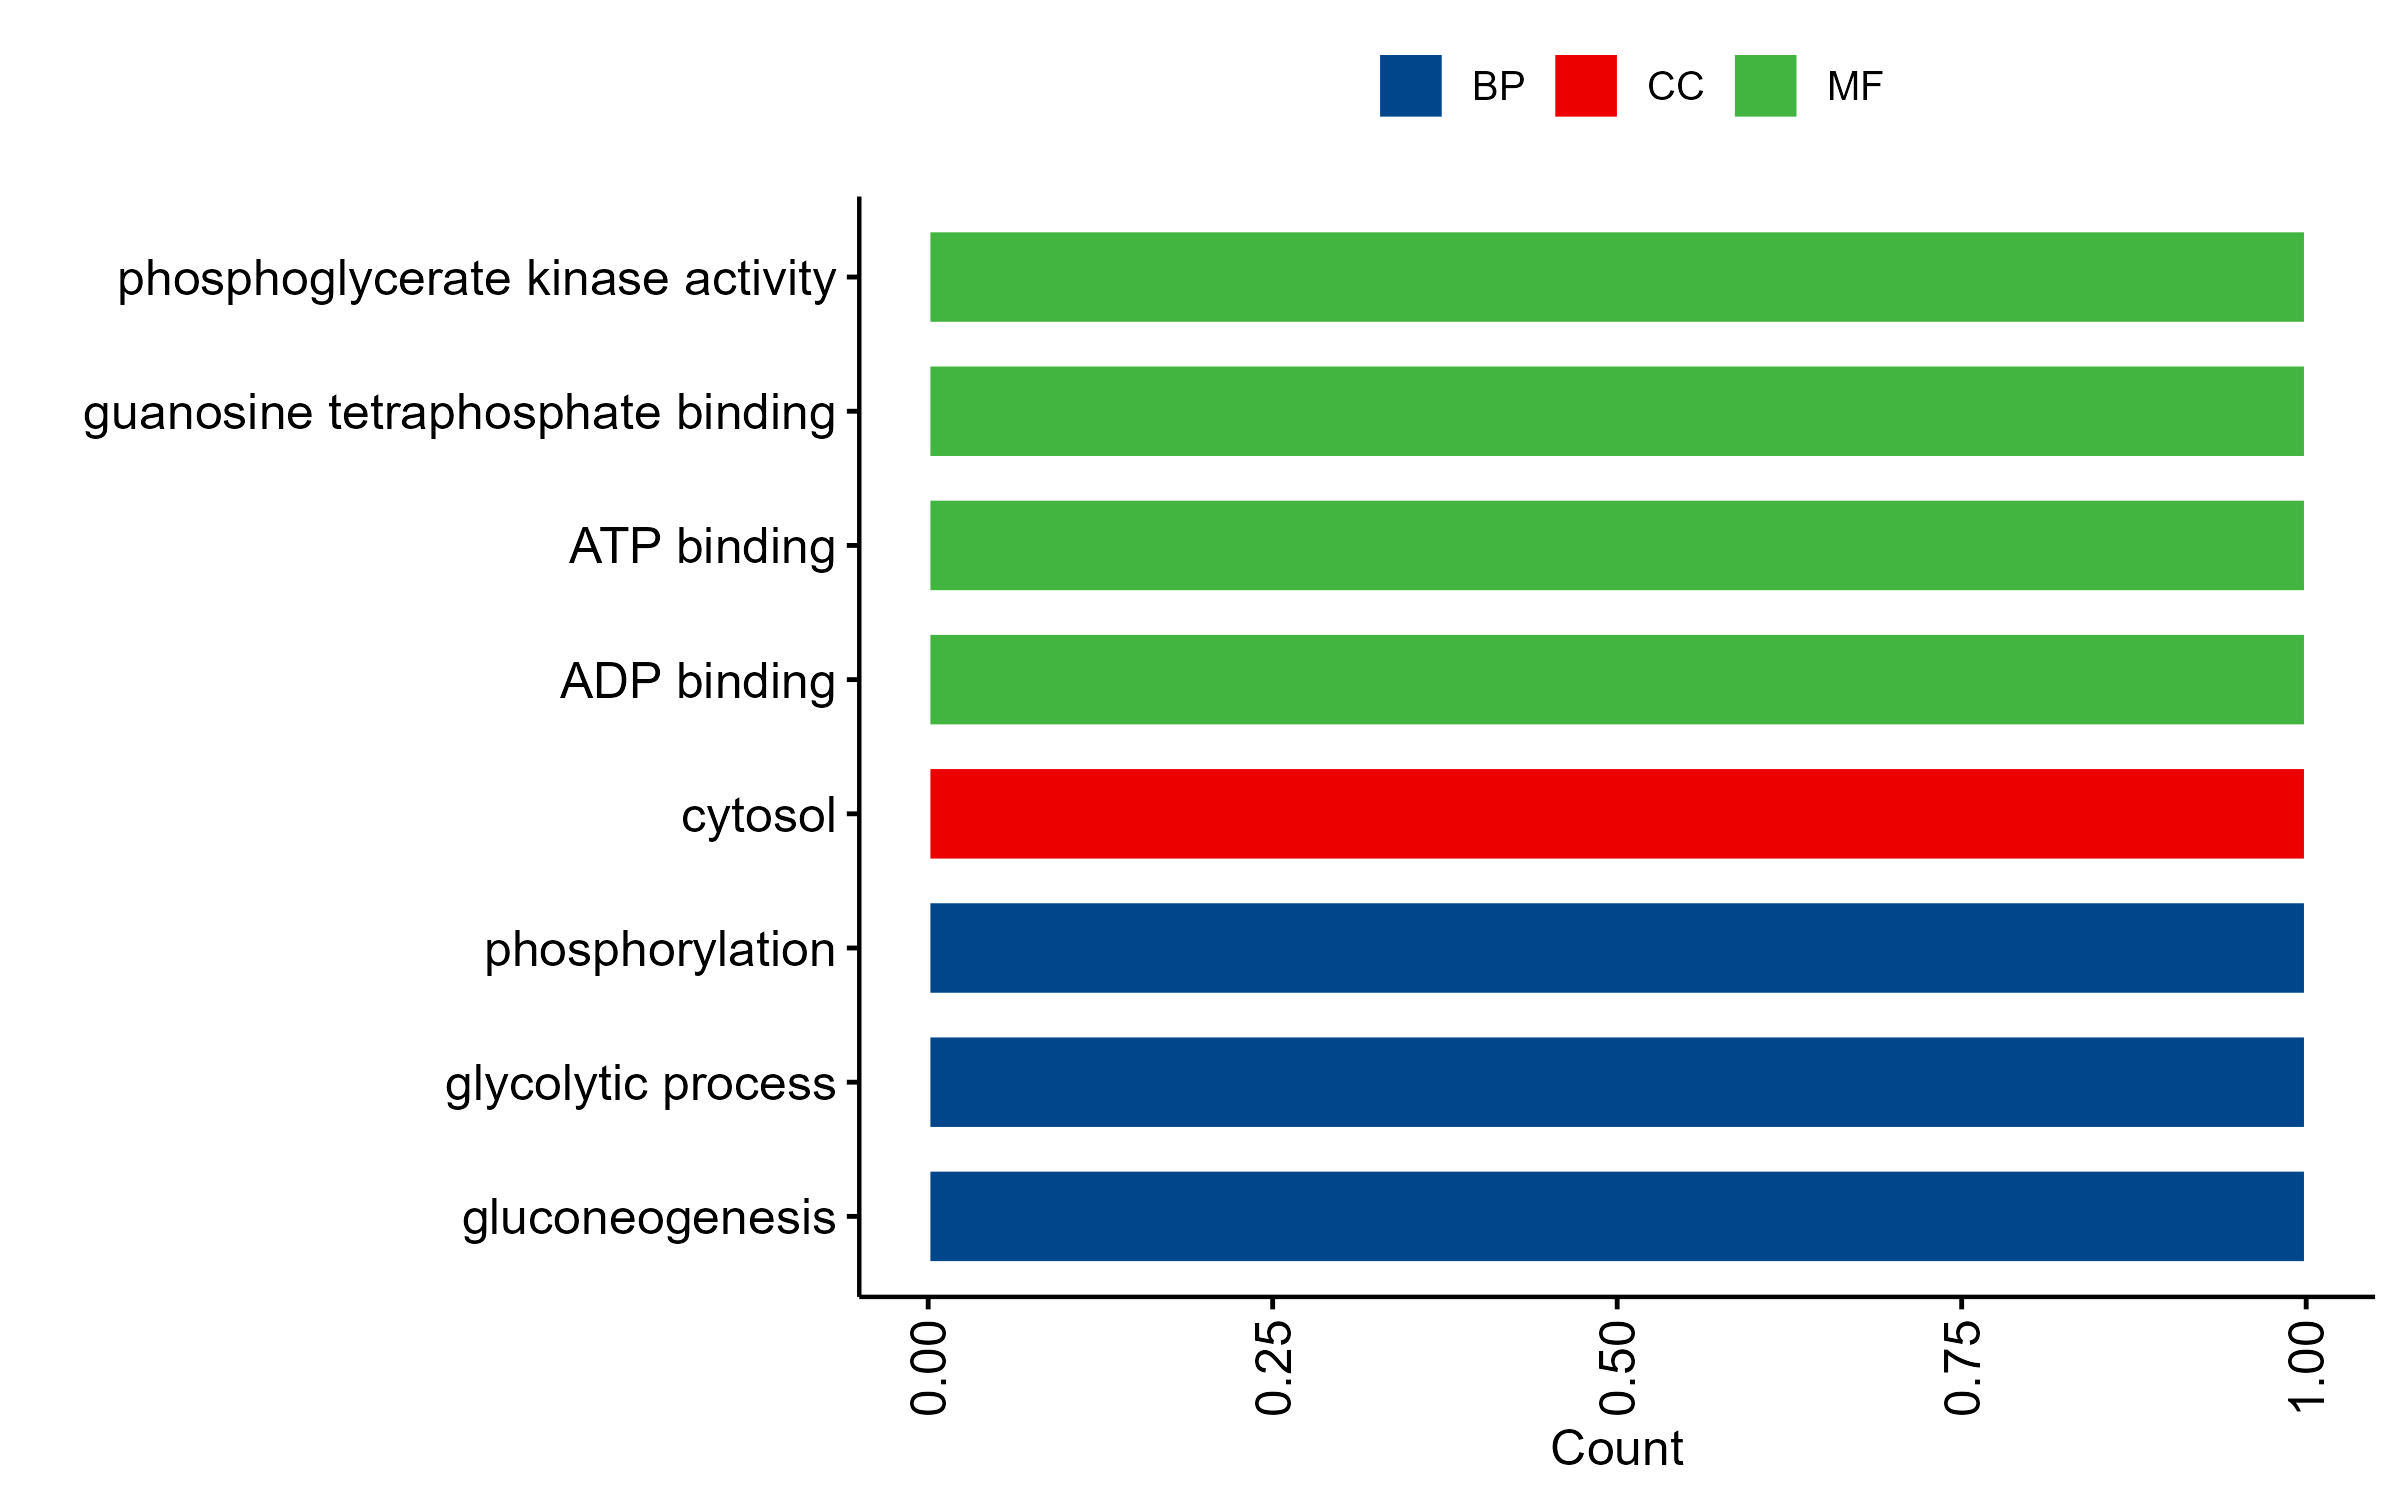 BP CC MF
phosphoglycerate kinase activity
guanosine tetraphosphate binding
ATP binding
ADP binding
cytosol
phosphorylation
glycolytic process
gluconeogenesis
0.00 0.25 0.50 0.75 1.00
Count